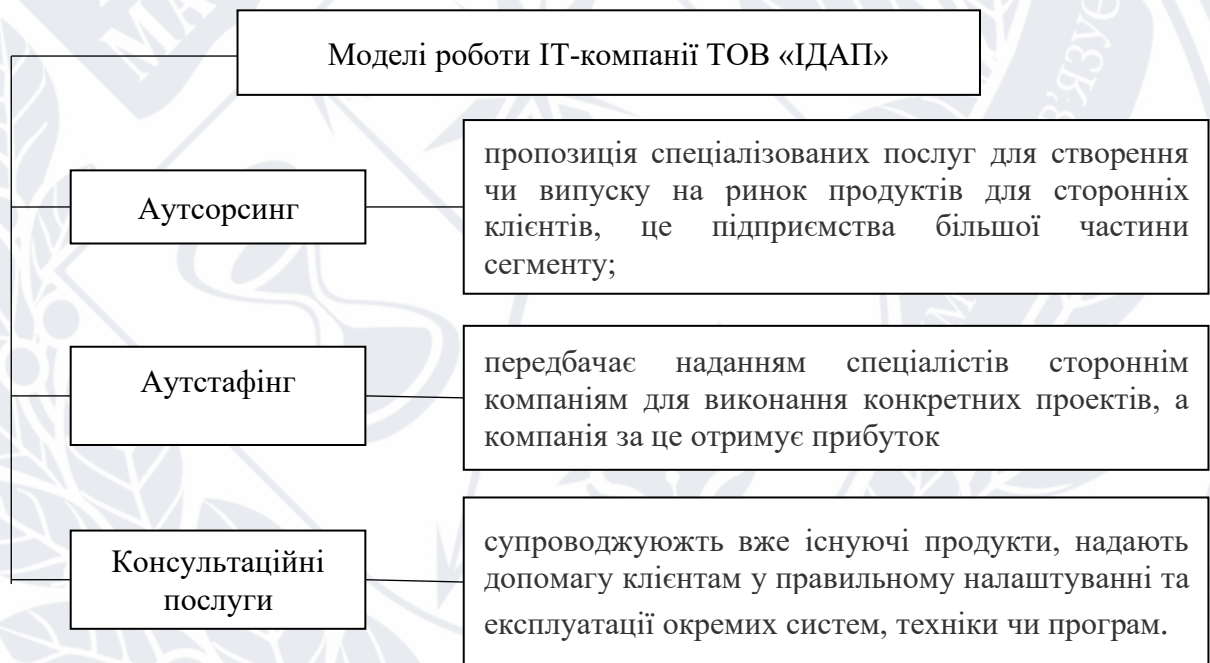 Моделі роботи ІТ-компанії ТОВ «ІДАП»
Аутсорсинг
пропозиція спеціалізованих послуг для створення
чи випуску на ринок продуктів для сторонніх
клієнтів, це підприємства більшої частини
сегменту;
Аутстафінг
передбачає наданням спеціалістів стороннім
компаніям для виконання конкретних проектів, а
компанія за це отримує прибуток
Консультаційні
послуги
супроводжуюжть вже існуючі продукти, надають
допомагу клієнтам у правильному налаштуванні та
експлуатації окремих систем, техніки чи програм.